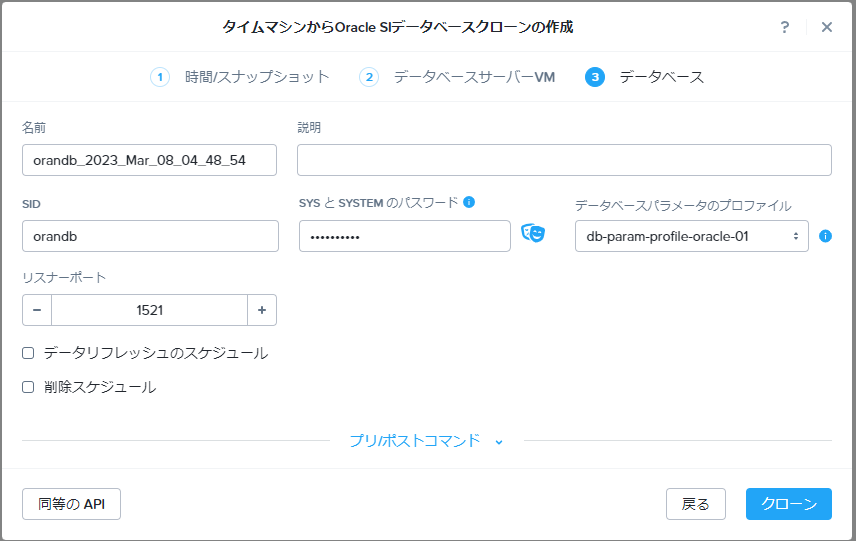 タイムマシンからOracle SIデータベースクローンの作成
?
×
1 時間/スナップショット 2 データベースサーバーVM 3 データベース
名前 説明
orandb_2023_Mar_08_04_48_54
SID SYS と SYSTEM のパスワード i データベースパラメータのプロファイル
orandb •••••••••• db-param-profile-oracle-01 i
リスナーポート
− 1521 +
データリフレッシュのスケジュール
削除スケジュール
プリ/ポストコマンド
同等の API 戻る クローン